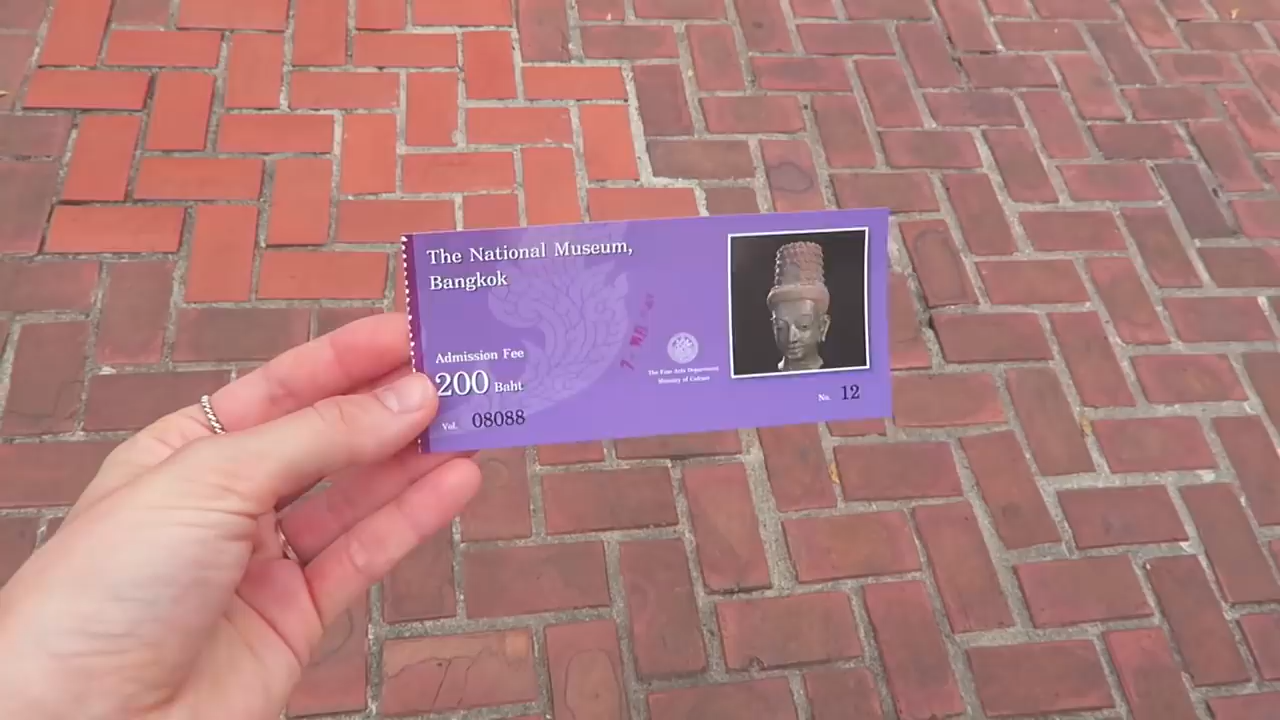 The National Museum,
Bangkok
Admission Fee
200 Baht
Vol. 08088
The Fine Arts Department
Ministry of Culture
No. 12